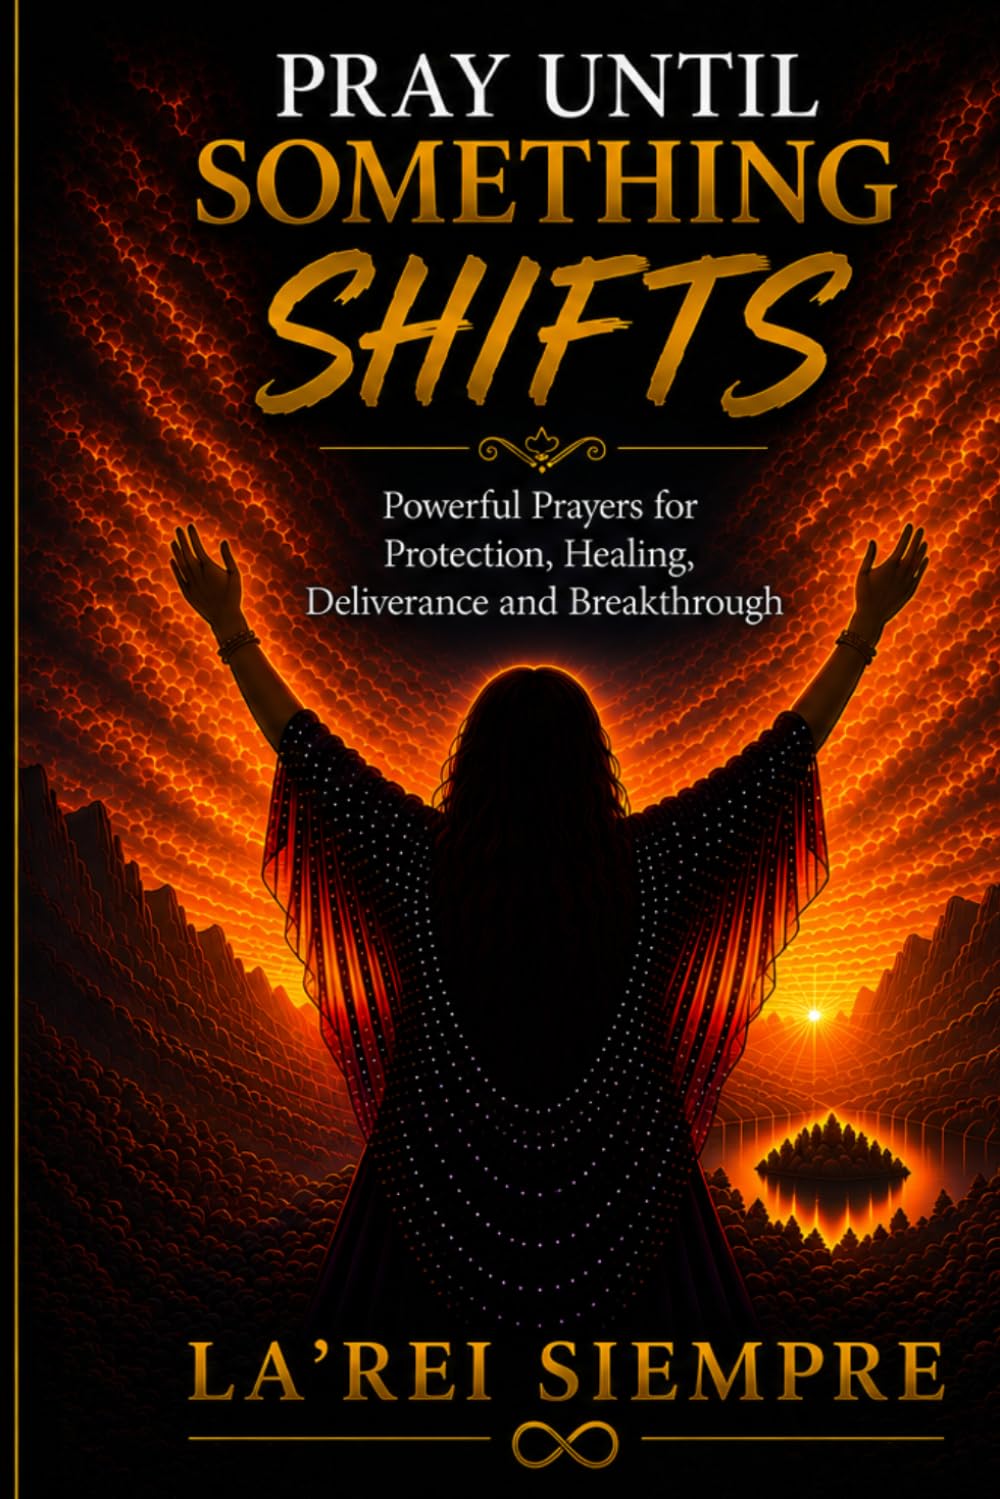 PRAY UNTIL
SOMETHING
SHIFTS
Powerful Prayers for
Protection, Healing,
Deliverance and Breakthrough
LA’REI SIEMPRE